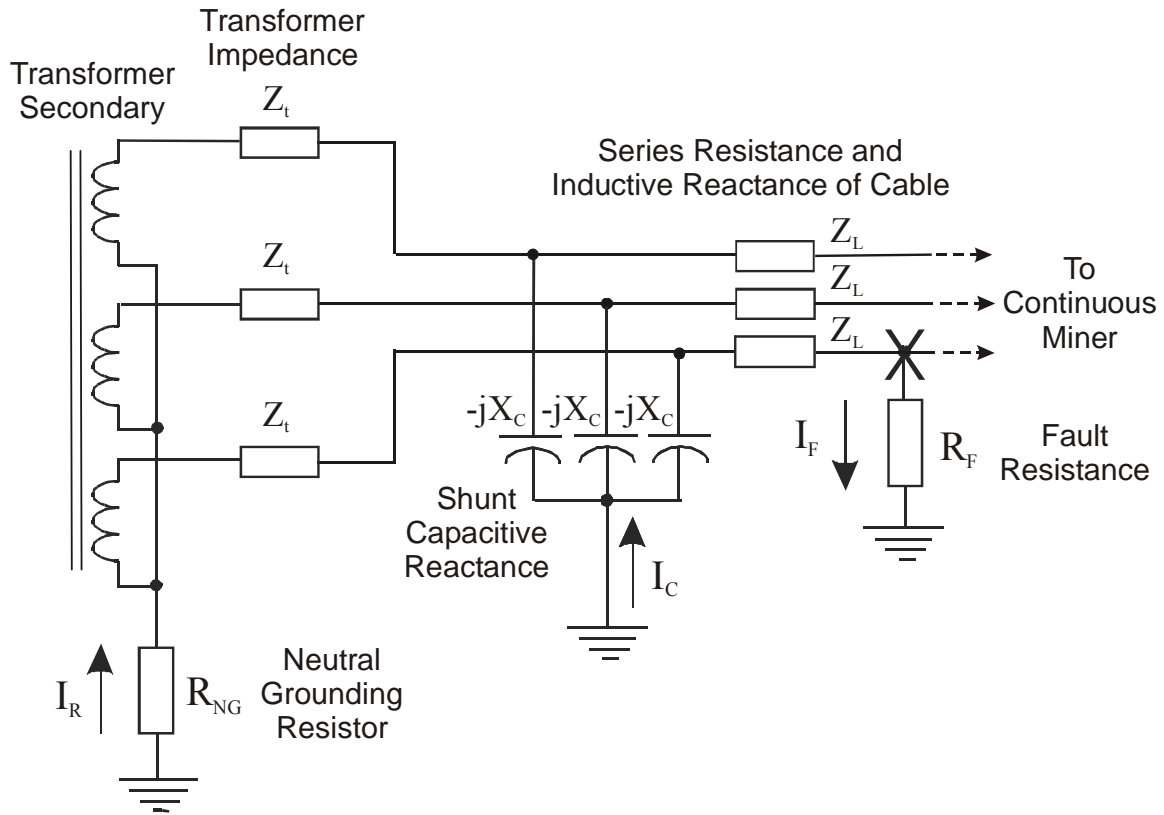 Transformer
Impedance
Transformer
Secondary
Z_t
Series Resistance and
Inductive Reactance of Cable
Z_L
Z_t
Z_L
To
Continuous
Miner
Z_L
Z_t
-jX_C -jX_C -jX_C
I_F
R_F
Fault
Resistance
Shunt
Capacitive
Reactance
I_C
I_R
R_NG
Neutral
Grounding
Resistor